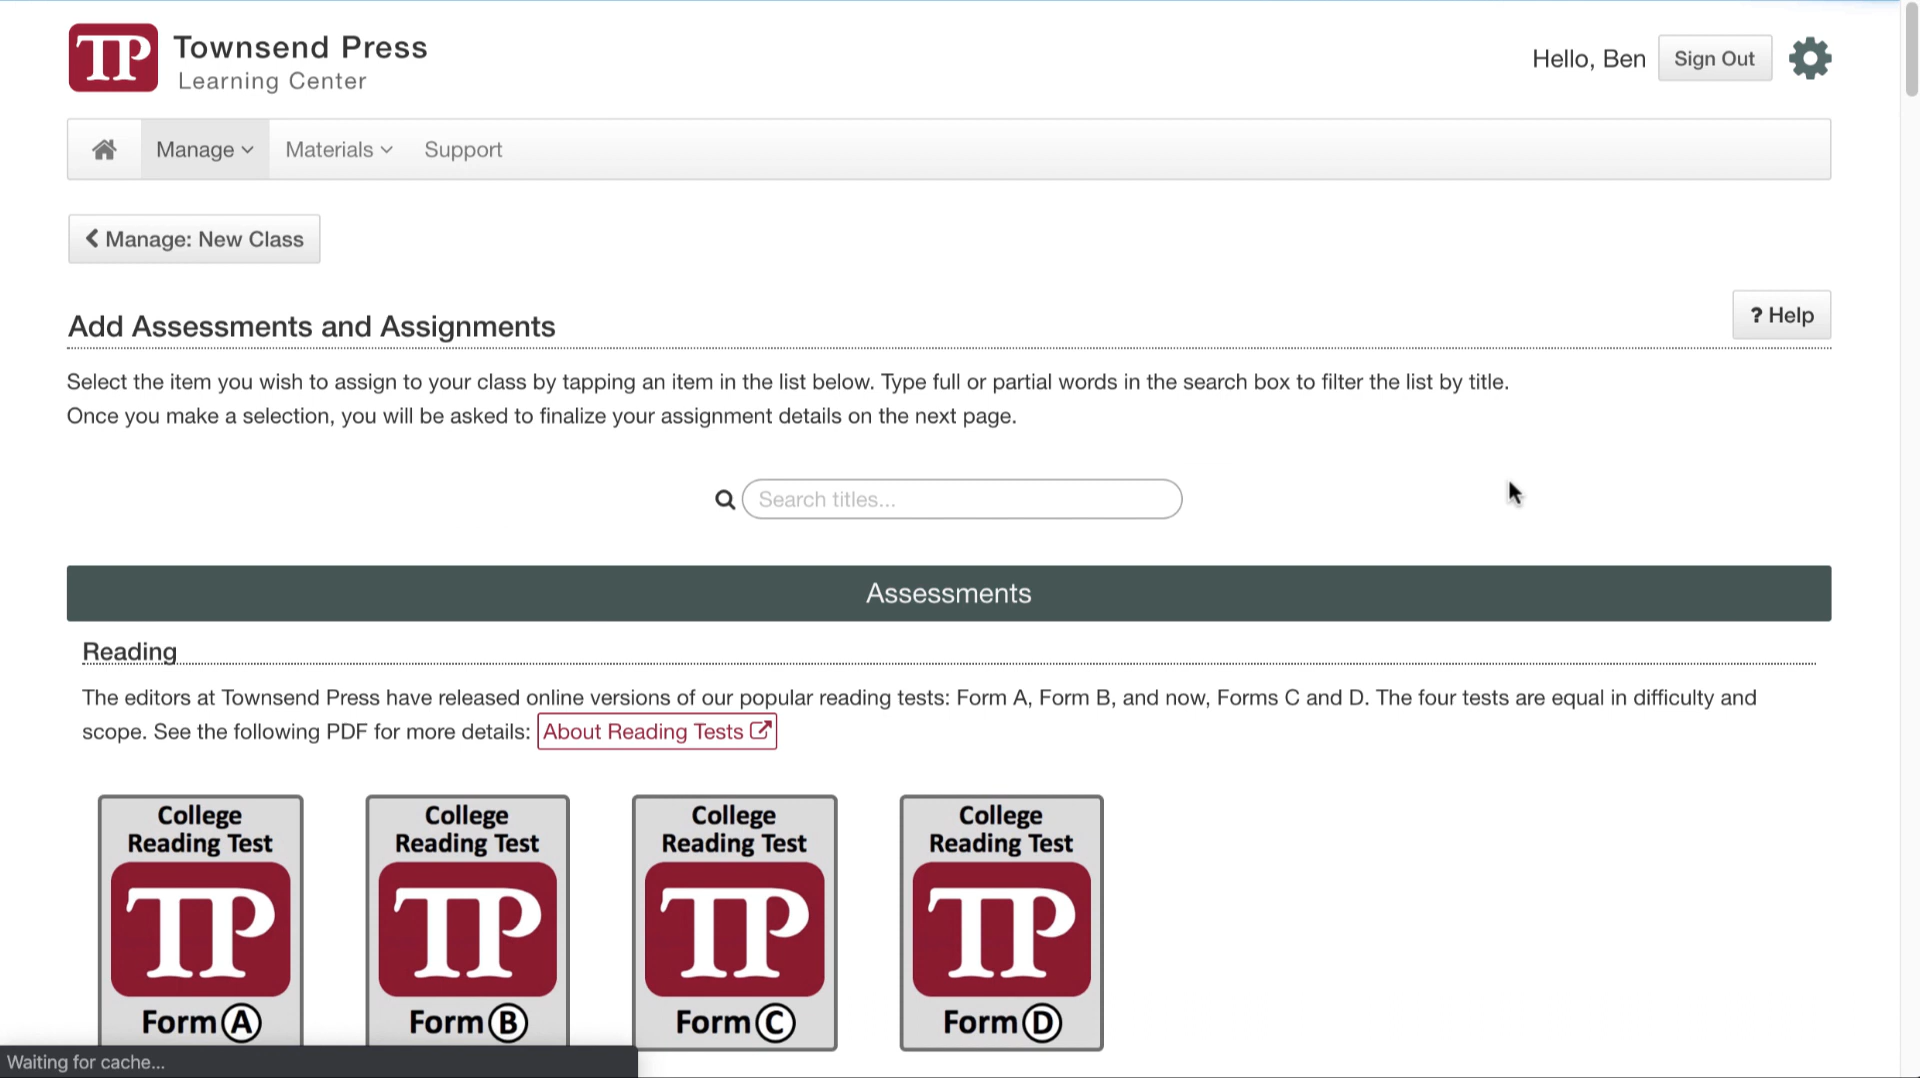 TP Townsend Press
Learning Center
Hello, Ben Sign Out
Manage Materials Support
Manage: New Class
Add Assessments and Assignments
? Help
Select the item you wish to assign to your class by tapping an item in the list below. Type full or partial words in the search box to filter the list by title.
Once you make a selection, you will be asked to finalize your assignment details on the next page.
Search titles...
Assessments
Reading
The editors at Townsend Press have released online versions of our popular reading tests: Form A, Form B, and now, Forms C and D. The four tests are equal in difficulty and
scope. See the following PDF for more details: About Reading Tests
College
Reading Test
TP
Form A
College
Reading Test
TP
Form B
College
Reading Test
TP
Form C
College
Reading Test
TP
Form D
Waiting for cache...